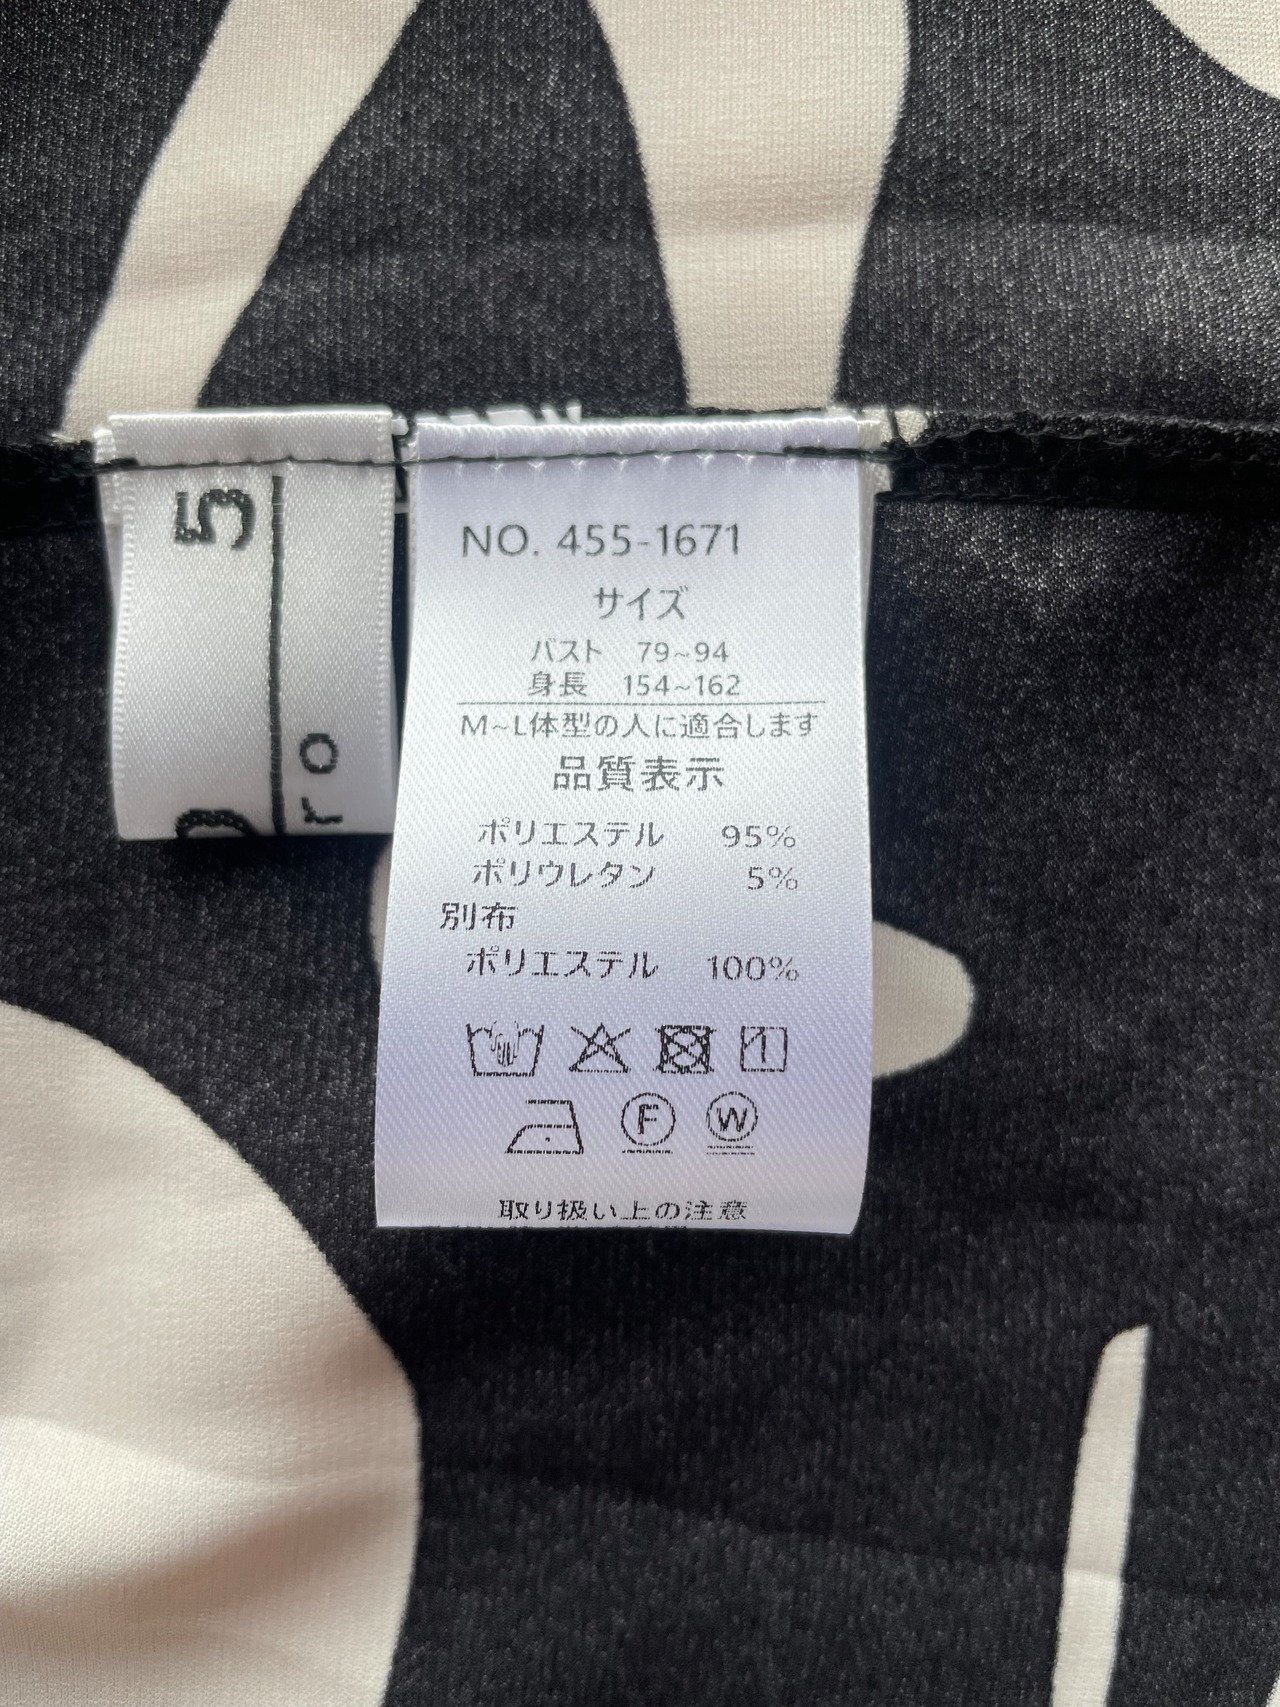 5
ro
NO. 455-1671
サイズ
バスト 79~94
身長 154~162
M~L体型の人に適合します
品質表示
ポリエステル 95%
ポリウレタン 5%
別布
ポリエステル 100%
F W
取り扱い上の注意